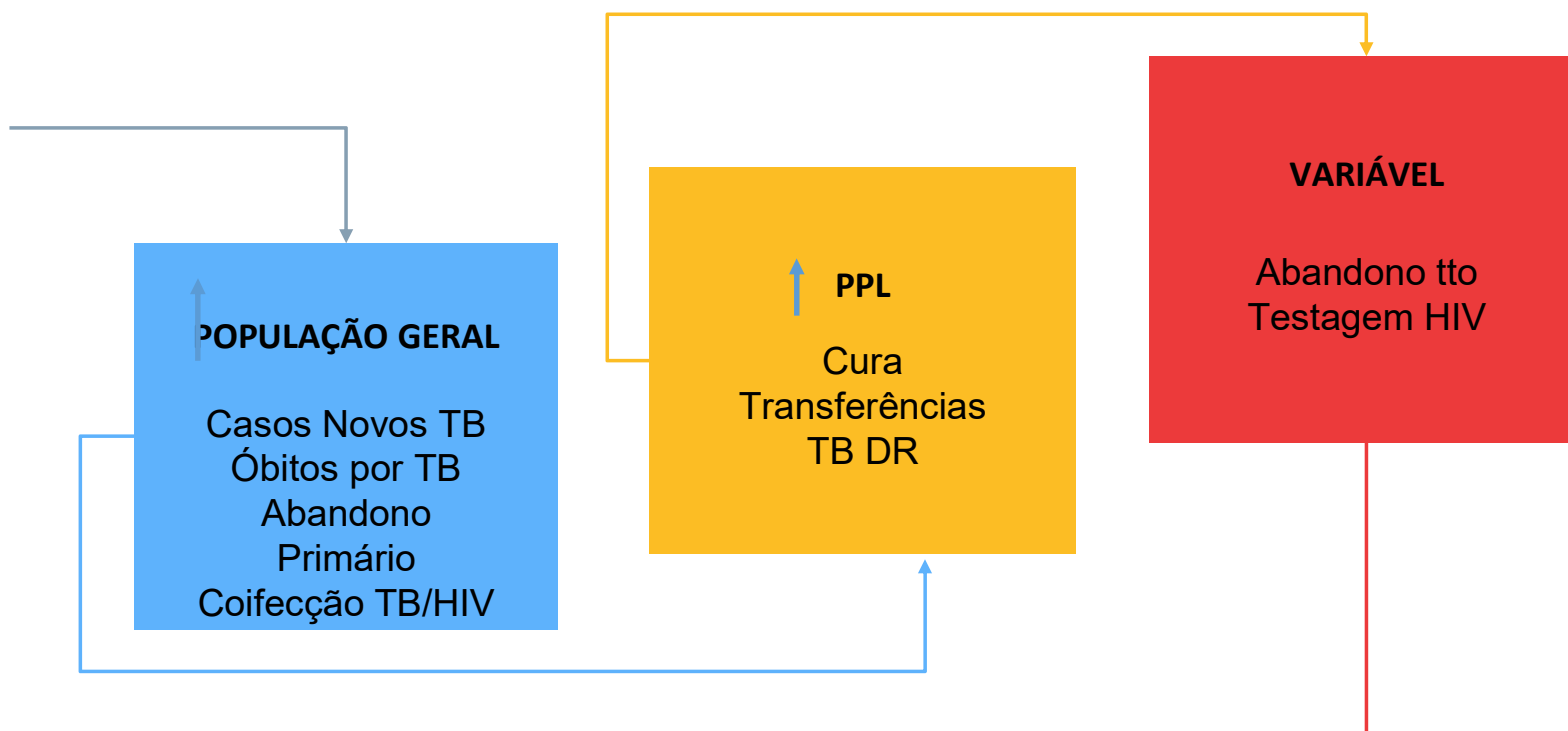 POPULAÇÃO GERAL
Casos Novos TB
Óbitos por TB
Abandono
Primário
Coifecção TB/HIV
PPL
Cura
Transferências
TB DR
VARIÁVEL
Abandono tto
Testagem HIV